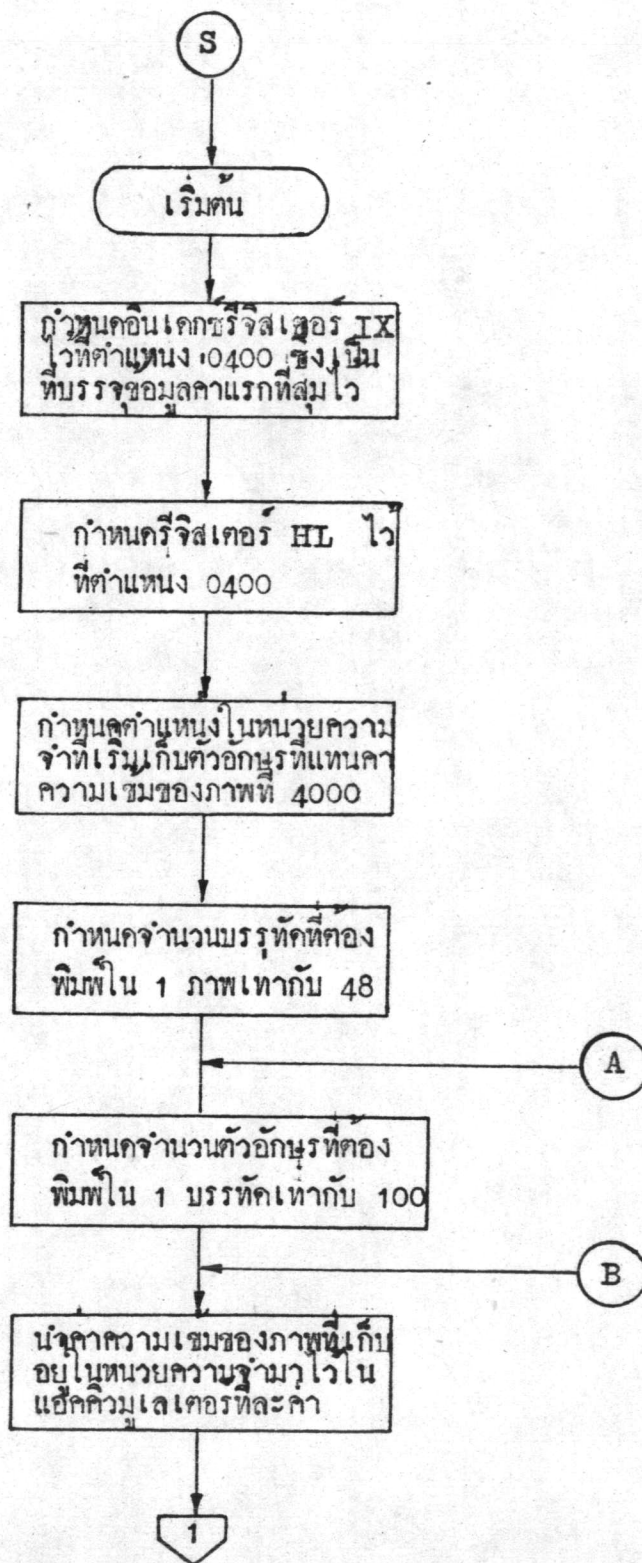 S
เริ่มต้น
กำหนดอินเดกซ์รีจิสเตอร์ IX
ไว้ที่ตำแหน่ง 0400 ซึ่งเป็น
ที่บรรจุข้อมูลค่าแรกที่สุ่มไว้
กำหนดรีจิสเตอร์ HL ไว้
ที่ตำแหน่ง 0400
กำหนดตำแหน่งในหน่วยความ
จำที่เริ่มเก็บตัวอักษรที่แทนค่า
ความเข้มของภาพที่ 4000
กำหนดจำนวนบรรทัดที่ต้อง
พิมพ์ใน 1 ภาพเท่ากับ 48
A
กำหนดจำนวนตัวอักษรที่ต้อง
พิมพ์ใน 1 บรรทัดเท่ากับ 100
B
นำค่าความเข้มของภาพที่เก็บ
อยู่ในหน่วยความจำมาไว้ใน
แอ็คคิวมูเลเตอร์ทีละค่า
1